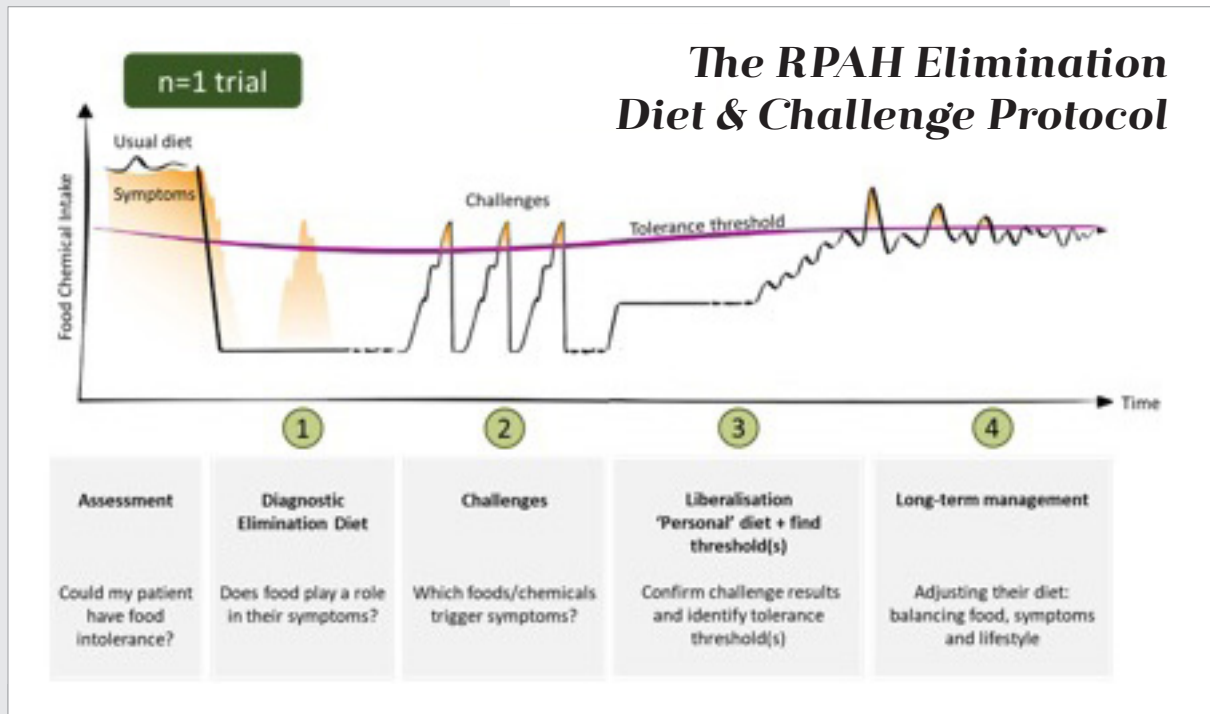 The RPAH Elimination
Diet & Challenge Protocol
n=1 trial
Usual diet
Symptoms
Challenges
Tolerance threshold
Food Chemical Intake
Time
1
2
3
4
Assessment
Could my patient
have food
intolerance?
Diagnostic
Elimination Diet
Does food play a role
in their symptoms?
Challenges
Which foods/chemicals
trigger symptoms?
Liberalisation
'Personal' diet + find
threshold(s)
Confirm challenge results
and identify tolerance
threshold(s)
Long-term management
Adjusting their diet:
balancing food, symptoms
and lifestyle